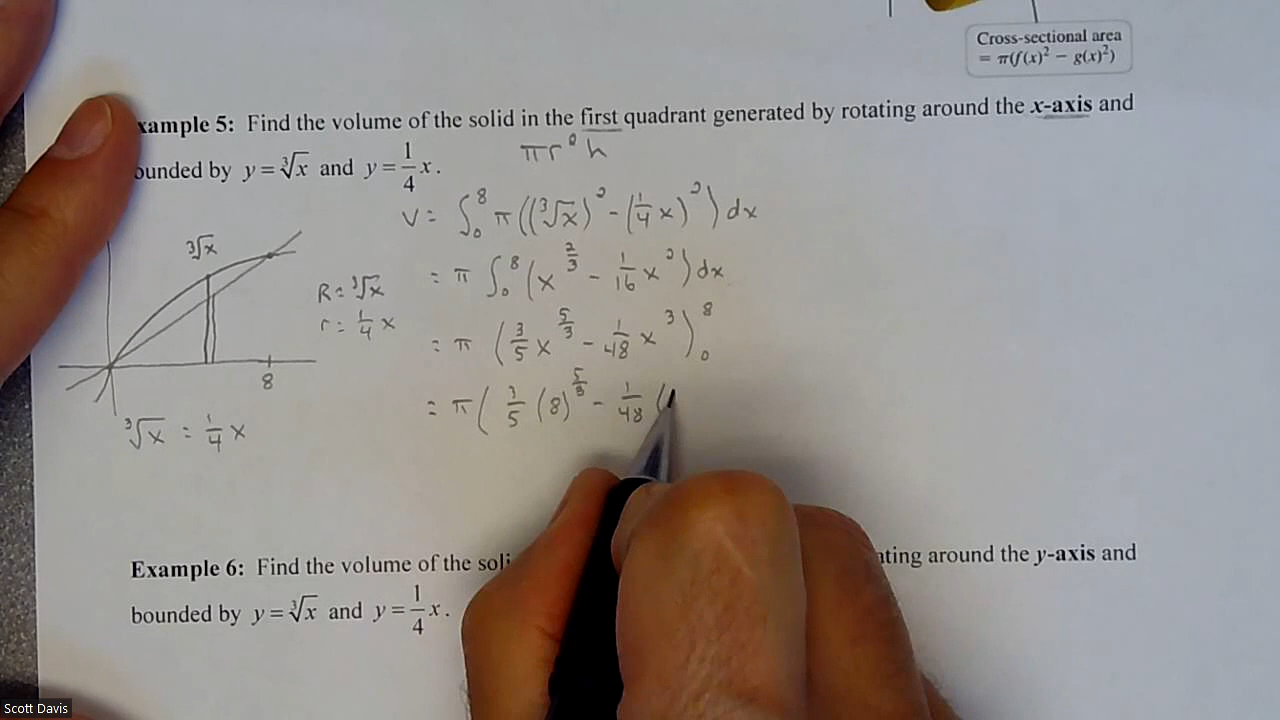 Cross-sectional area
= π(f(x)² − g(x)²)
xample 5: Find the volume of the solid in the first quadrant generated by rotating around the x-axis and
ounded by y = ∛x and y = 1/4 x.
πr²h
V = ∫₀⁸ π((∛x)² − (1/4 x)²) dx
∛x
= π ∫₀⁸ (x^(2/3) − 1/16 x²) dx
R = ∛x
r = 1/4 x
= π (3/5 x^(5/3) − 1/48 x³)₀⁸
8
= π( 3/5 (8)^(5/3) − 1/48 (
∛x = 1/4 x
Example 6: Find the volume of the soli ating around the y-axis and
bounded by y = ∛x and y = 1/4 x.
Scott Davis